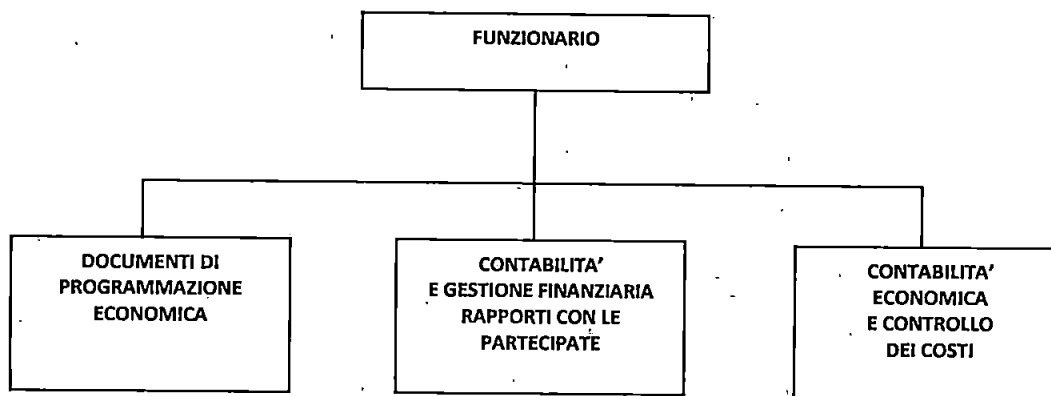 FUNZIONARIO
DOCUMENTI DI
PROGRAMMAZIONE
ECONOMICA
CONTABILITA'
E GESTIONE FINANZIARIA
RAPPORTI CON LE
PARTECIPATE
CONTABILITA'
ECONOMICA
E CONTROLLO
DEI COSTI